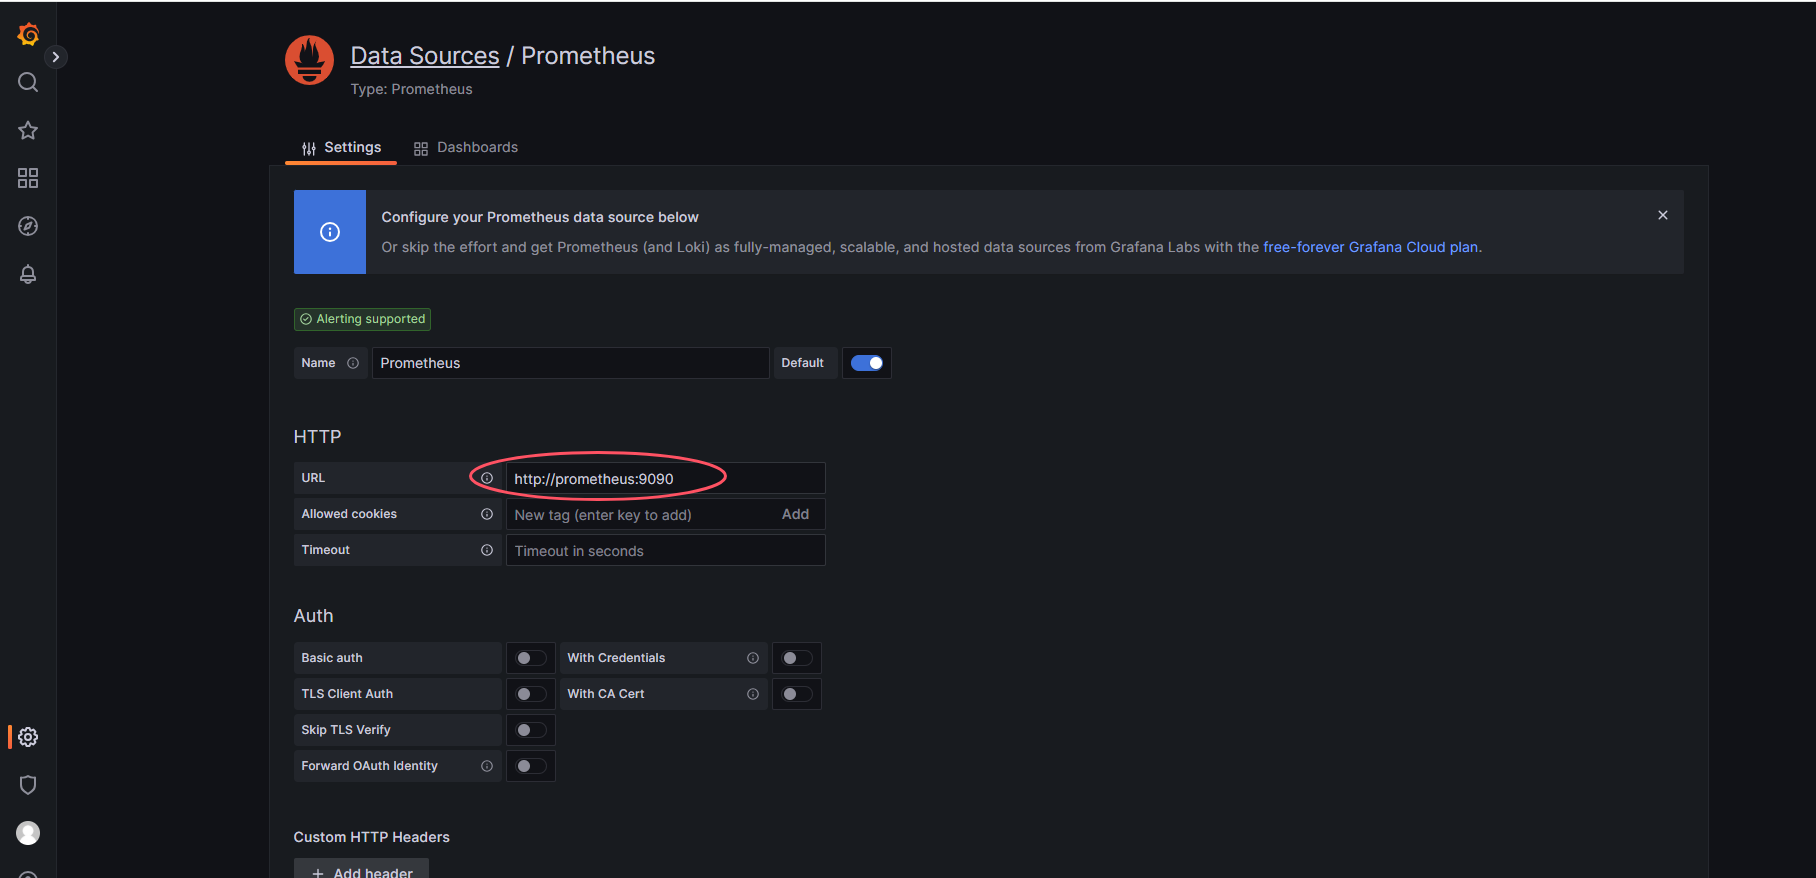 Data Sources / Prometheus
Type: Prometheus
Settings Dashboards
Configure your Prometheus data source below
Or skip the effort and get Prometheus (and Loki) as fully-managed, scalable, and hosted data sources from Grafana Labs with the free-forever Grafana Cloud plan.
Alerting supported
Name Prometheus Default
HTTP
URL http://prometheus:9090
Allowed cookies New tag (enter key to add) Add
Timeout Timeout in seconds
Auth
Basic auth With Credentials
TLS Client Auth With CA Cert
Skip TLS Verify
Forward OAuth Identity
Custom HTTP Headers
+ Add header